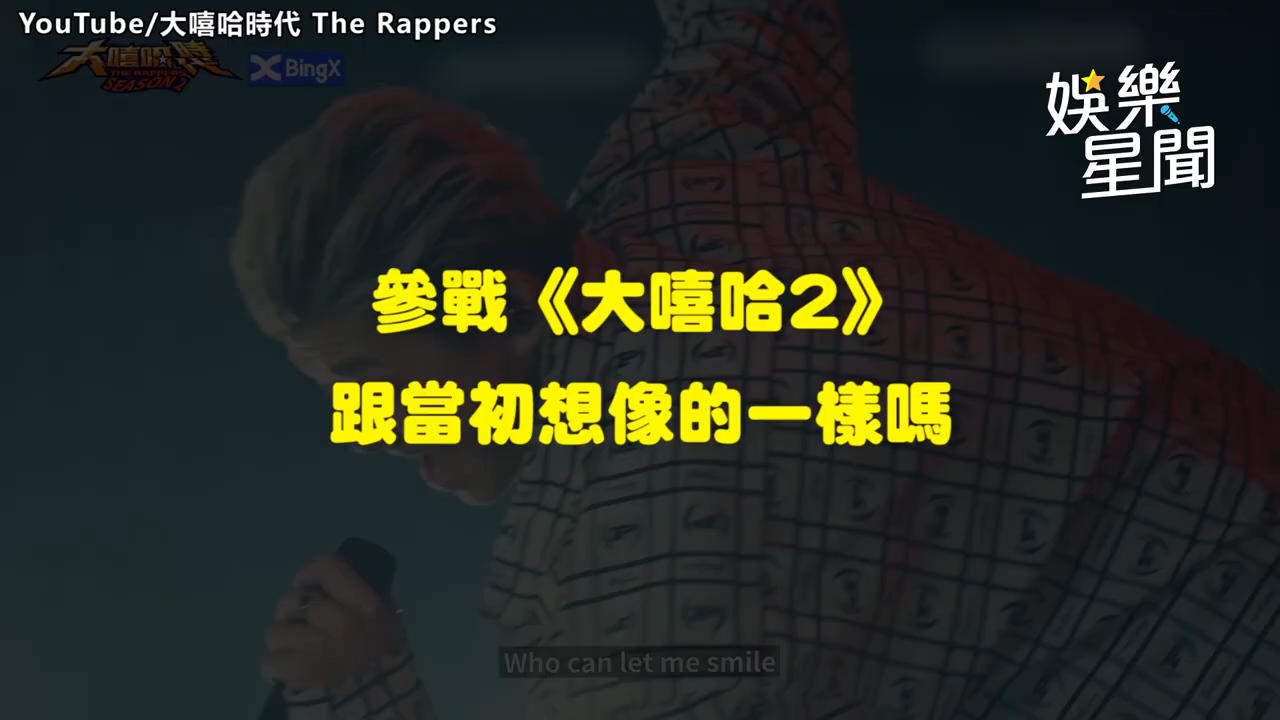 YouTube/大嘻哈時代 The Rappers
大嘻哈時代
THE RAPPERS
SEASON 2
BingX
娛樂
星聞
參戰《大嘻哈2》
跟當初想像的一樣嗎
Who can let me smile